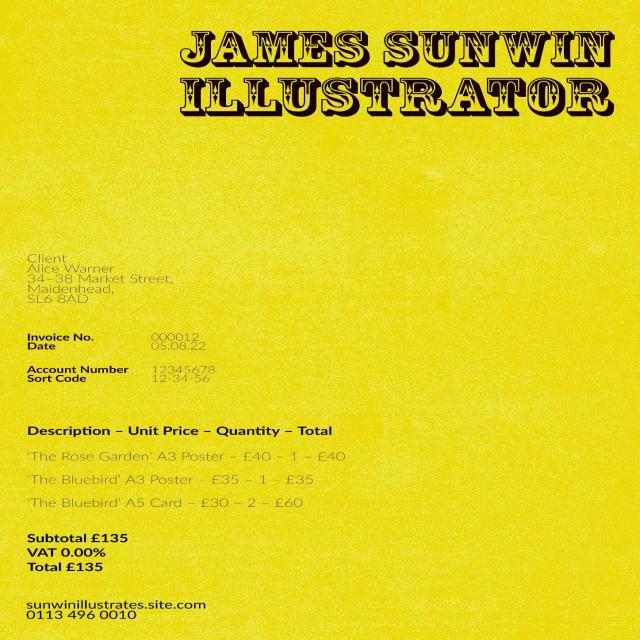 JAMES SUNWIN
ILLUSTRATOR
Client
Alice Warner
34–38 Market Street,
Maidenhead,
SL6 8AD
Invoice No. 000012
Date 05.08.22
Account Number 12345678
Sort Code 12-34-56
Description – Unit Price – Quantity – Total
'The Rose Garden' A3 Poster – £40 – 1 – £40
'The Bluebird' A3 Poster – £35 – 1 – £35
'The Bluebird' A5 Card – £30 – 2 – £60
Subtotal £135
VAT 0.00%
Total £135
sunwinillustrates.site.com
0113 496 0010